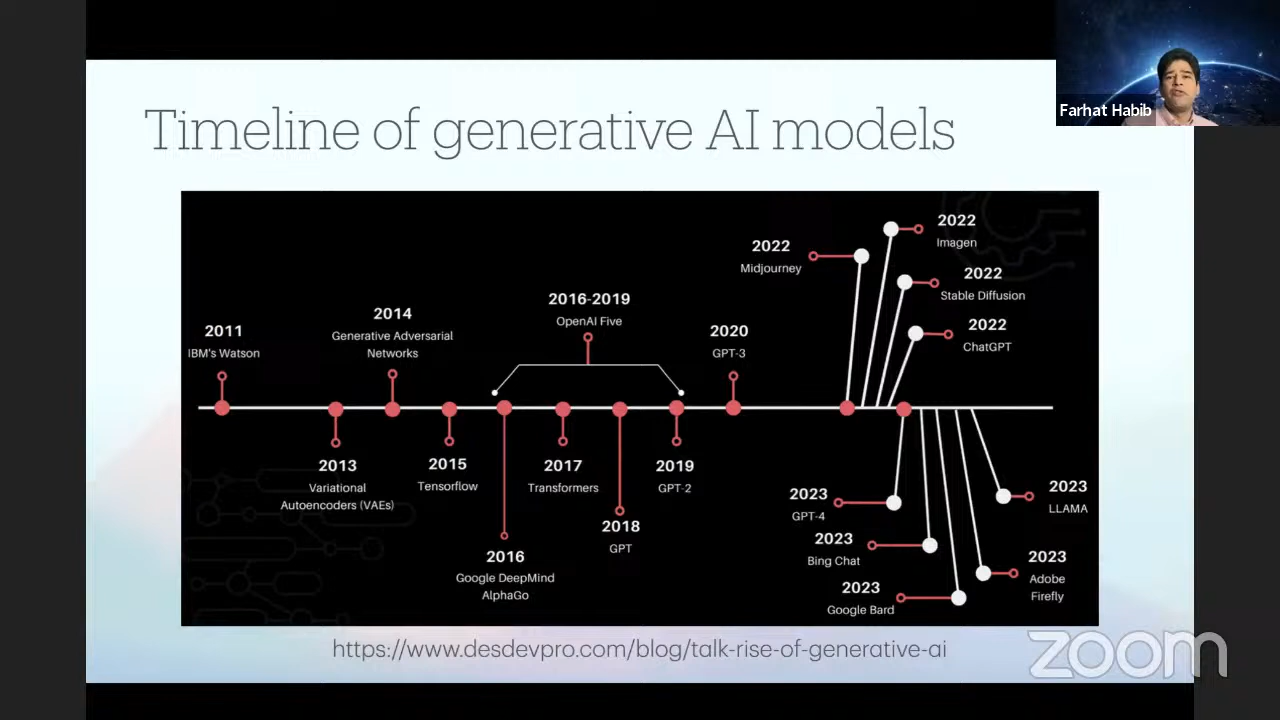 Farhat Habib
Timeline of generative AI models
2011
IBM's Watson
2013
Variational
Autoencoders (VAEs)
2014
Generative Adversarial
Networks
2015
Tensorflow
2016-2019
OpenAI Five
2016
Google DeepMind
AlphaGo
2017
Transformers
2018
GPT
2019
GPT-2
2020
GPT-3
2022
Midjourney
2022
Imagen
2022
Stable Diffusion
2022
ChatGPT
2023
GPT-4
2023
Bing Chat
2023
Google Bard
2023
Adobe
Firefly
2023
LLAMA
https://www.desdevpro.com/blog/talk-rise-of-generative-ai
zoom